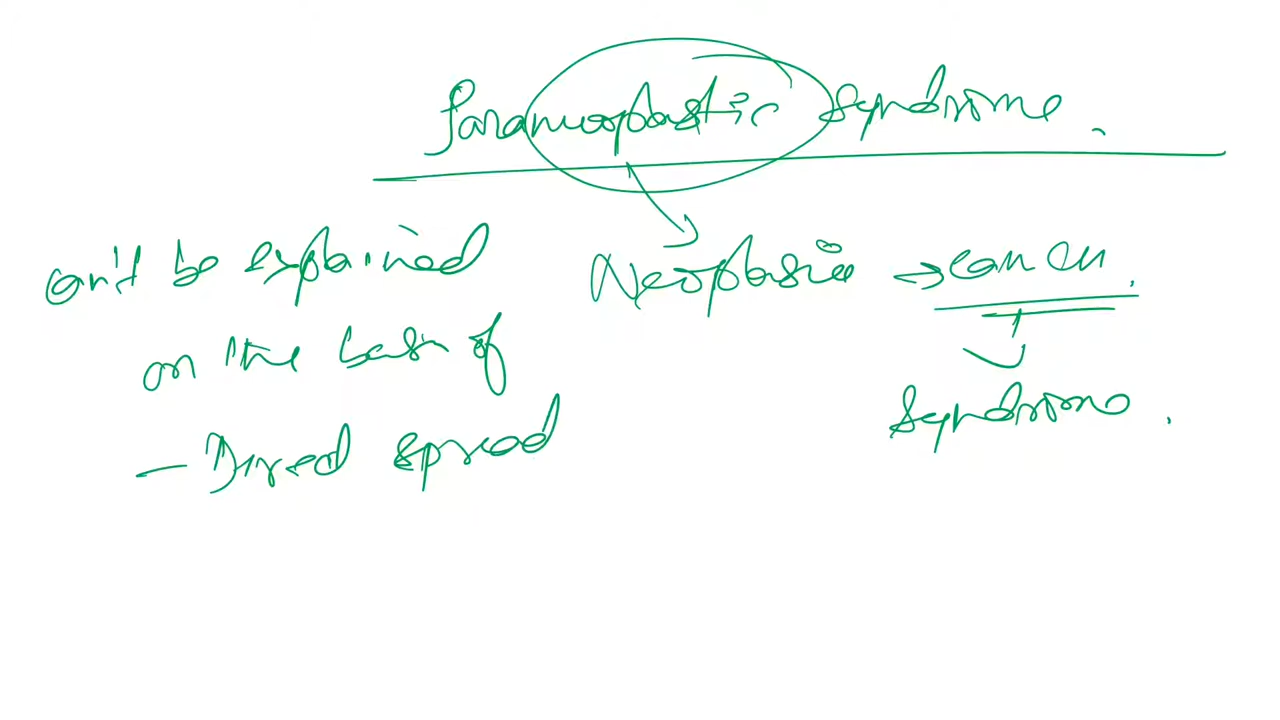 Paraneoplastic Syndrome.
can't be explained
on the basis of
- Direct spread
Neoplasia → cancer.
Syndrome.